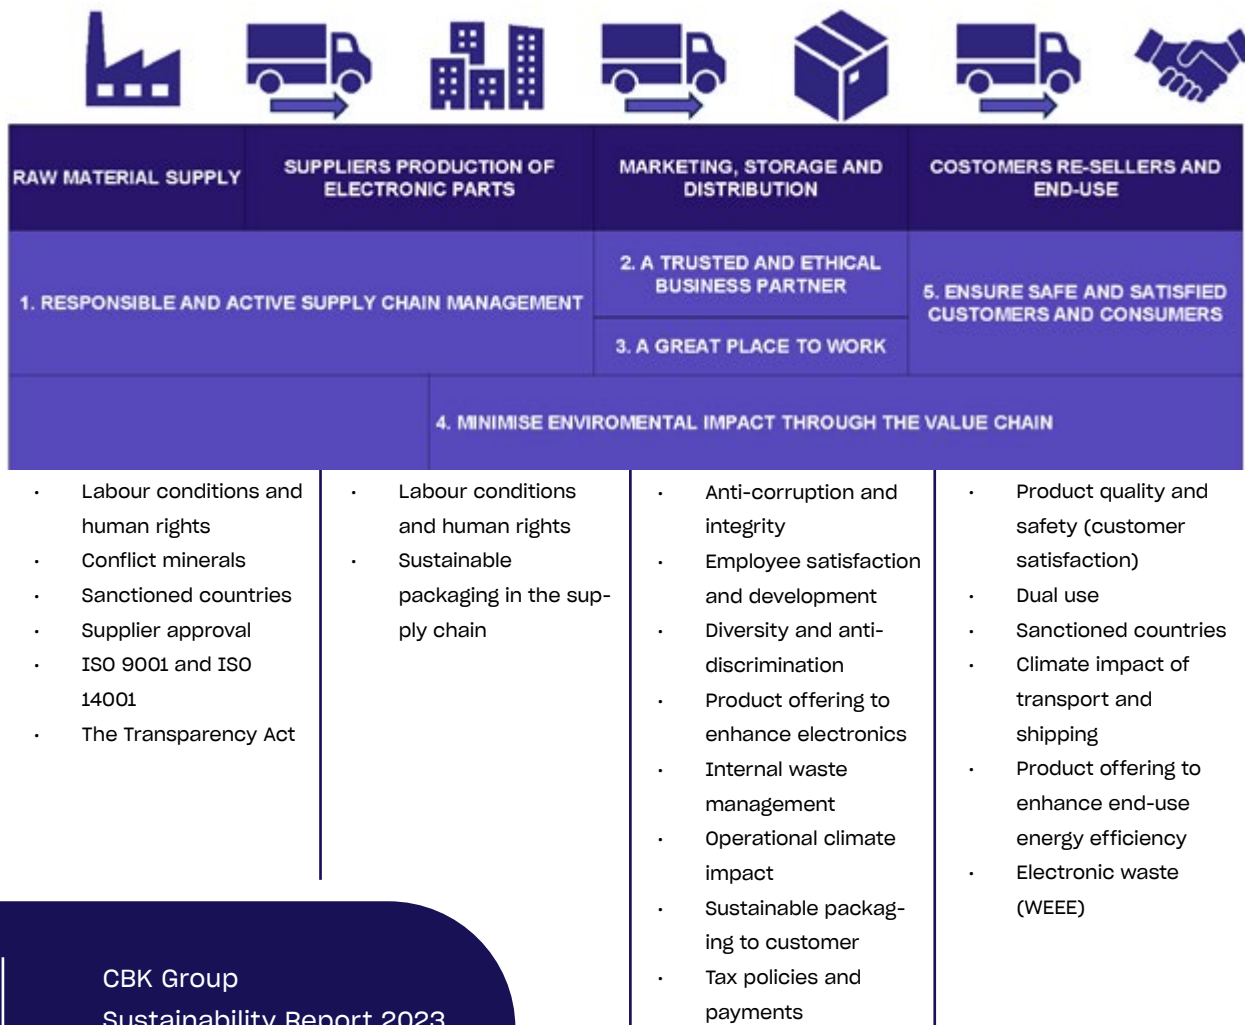 RAW MATERIAL SUPPLY
SUPPLIERS PRODUCTION OF
ELECTRONIC PARTS
MARKETING, STORAGE AND
DISTRIBUTION
COSTOMERS RE-SELLERS AND
END-USE
1. RESPONSIBLE AND ACTIVE SUPPLY CHAIN MANAGEMENT
2. A TRUSTED AND ETHICAL
BUSINESS PARTNER
3. A GREAT PLACE TO WORK
5. ENSURE SAFE AND SATISFIED
CUSTOMERS AND CONSUMERS
4. MINIMISE ENVIROMENTAL IMPACT THROUGH THE VALUE CHAIN
• Labour conditions and
human rights
• Conflict minerals
• Sanctioned countries
• Supplier approval
• ISO 9001 and ISO
14001
• The Transparency Act
• Labour conditions
and human rights
• Sustainable
packaging in the sup-
ply chain
• Anti-corruption and
integrity
• Employee satisfaction
and development
• Diversity and anti-
discrimination
• Product offering to
enhance electronics
• Internal waste
management
• Operational climate
impact
• Sustainable packag-
ing to customer
• Tax policies and
payments
• Product quality and
safety (customer
satisfaction)
• Dual use
• Sanctioned countries
• Climate impact of
transport and
shipping
• Product offering to
enhance end-use
energy efficiency
• Electronic waste
(WEEE)
CBK Group
Sustainability Report 2023